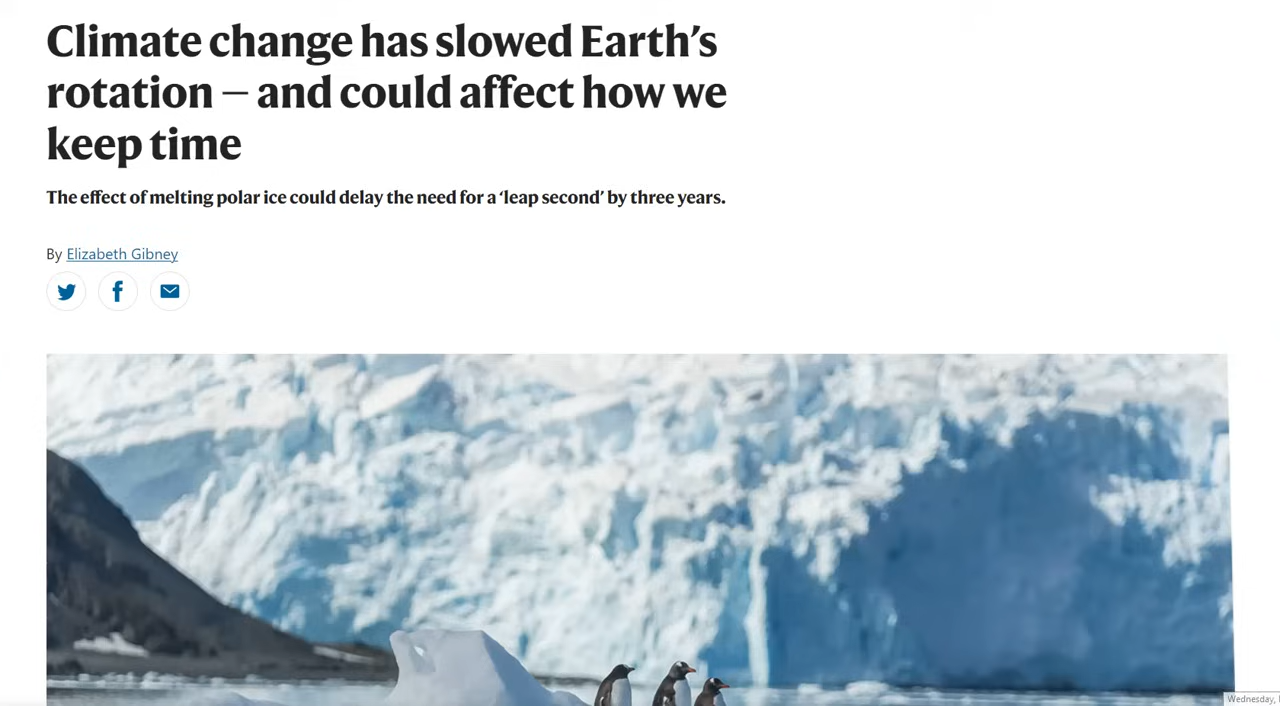 Climate change has slowed Earth’s
rotation — and could affect how we
keep time
The effect of melting polar ice could delay the need for a ‘leap second’ by three years.
By Elizabeth Gibney
Wednesday,